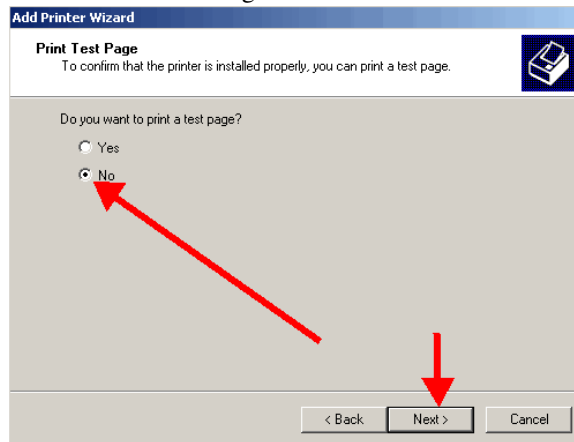 Add Printer Wizard
Print Test Page
To confirm that the printer is installed properly, you can print a test page.
Do you want to print a test page?
Yes
No
< Back Next > Cancel